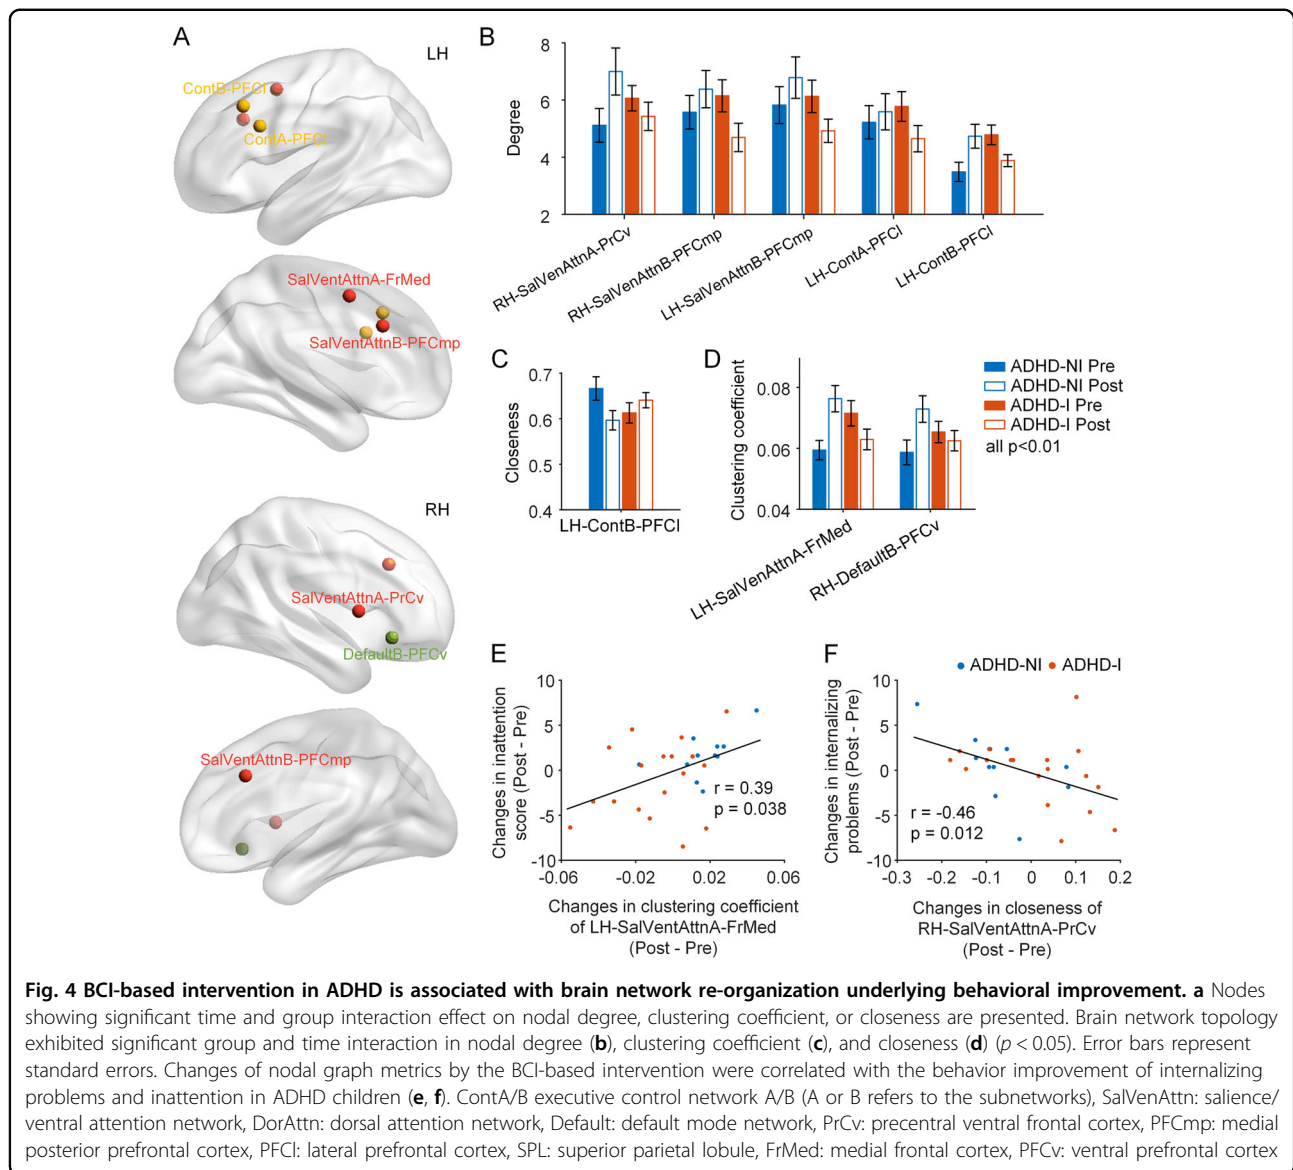 A
LH
ContB-PFCl
ContA-PFCl
SalVentAttnA-FrMed
SalVentAttnB-PFCmp
RH
SalVentAttnA-PrCv
DefaultB-PFCv
SalVentAttnB-PFCmp
B
8
6
4
2
Degree
RH-SalVenAttnA-PrCv
RH-SalVenAttnB-PFCmp
LH-SalVenAttnB-PFCmp
LH-ContA-PFCl
LH-ContB-PFCl
C
0.7
0.6
0.5
0.4
Closeness
LH-ContB-PFCl
D
0.08
0.06
0.04
Clustering coefficient
LH-SalVenAttnA-FrMed
RH-DefaultB-PFCv
ADHD-NI Pre
ADHD-NI Post
ADHD-I Pre
ADHD-I Post
all p<0.01
E
10
5
0
-5
-10
Changes in inattention
score (Post - Pre)
r = 0.39
p = 0.038
-0.06 -0.02 0.02 0.06
Changes in clustering coefficient
of LH-SalVentAttnA-FrMed
(Post - Pre)
F
ADHD-NI ADHD-I
10
5
0
-5
-10
Changes in internalizing
problems (Post - Pre)
r = -0.46
p = 0.012
-0.3 -0.2 -0.1 0 0.1 0.2
Changes in closeness of
RH-SalVentAttnA-PrCv
(Post - Pre)
Fig. 4 BCI-based intervention in ADHD is associated with brain network re-organization underlying behavioral improvement. a Nodes
showing significant time and group interaction effect on nodal degree, clustering coefficient, or closeness are presented. Brain network topology
exhibited significant group and time interaction in nodal degree (b), clustering coefficient (c), and closeness (d) (p < 0.05). Error bars represent
standard errors. Changes of nodal graph metrics by the BCI-based intervention were correlated with the behavior improvement of internalizing
problems and inattention in ADHD children (e, f). ContA/B executive control network A/B (A or B refers to the subnetworks), SalVenAttn: salience/
ventral attention network, DorAttn: dorsal attention network, Default: default mode network, PrCv: precentral ventral frontal cortex, PFCmp: medial
posterior prefrontal cortex, PFCl: lateral prefrontal cortex, SPL: superior parietal lobule, FrMed: medial frontal cortex, PFCv: ventral prefrontal cortex